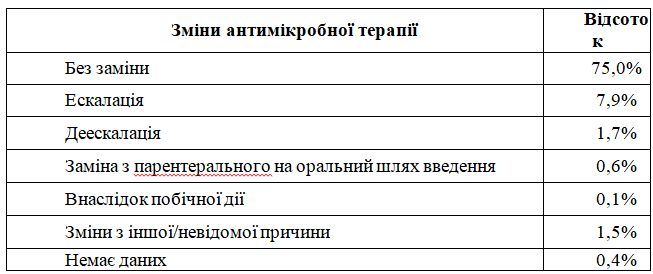 Зміни антимікробної терапії Відсото
к
Без заміни 75,0%
Ескалація 7,9%
Деескалація 1,7%
Заміна з парентерального на оральний шлях введення 0,6%
Внаслідок побічної дії 0,1%
Зміни з іншої/невідомої причини 1,5%
Немає даних 0,4%